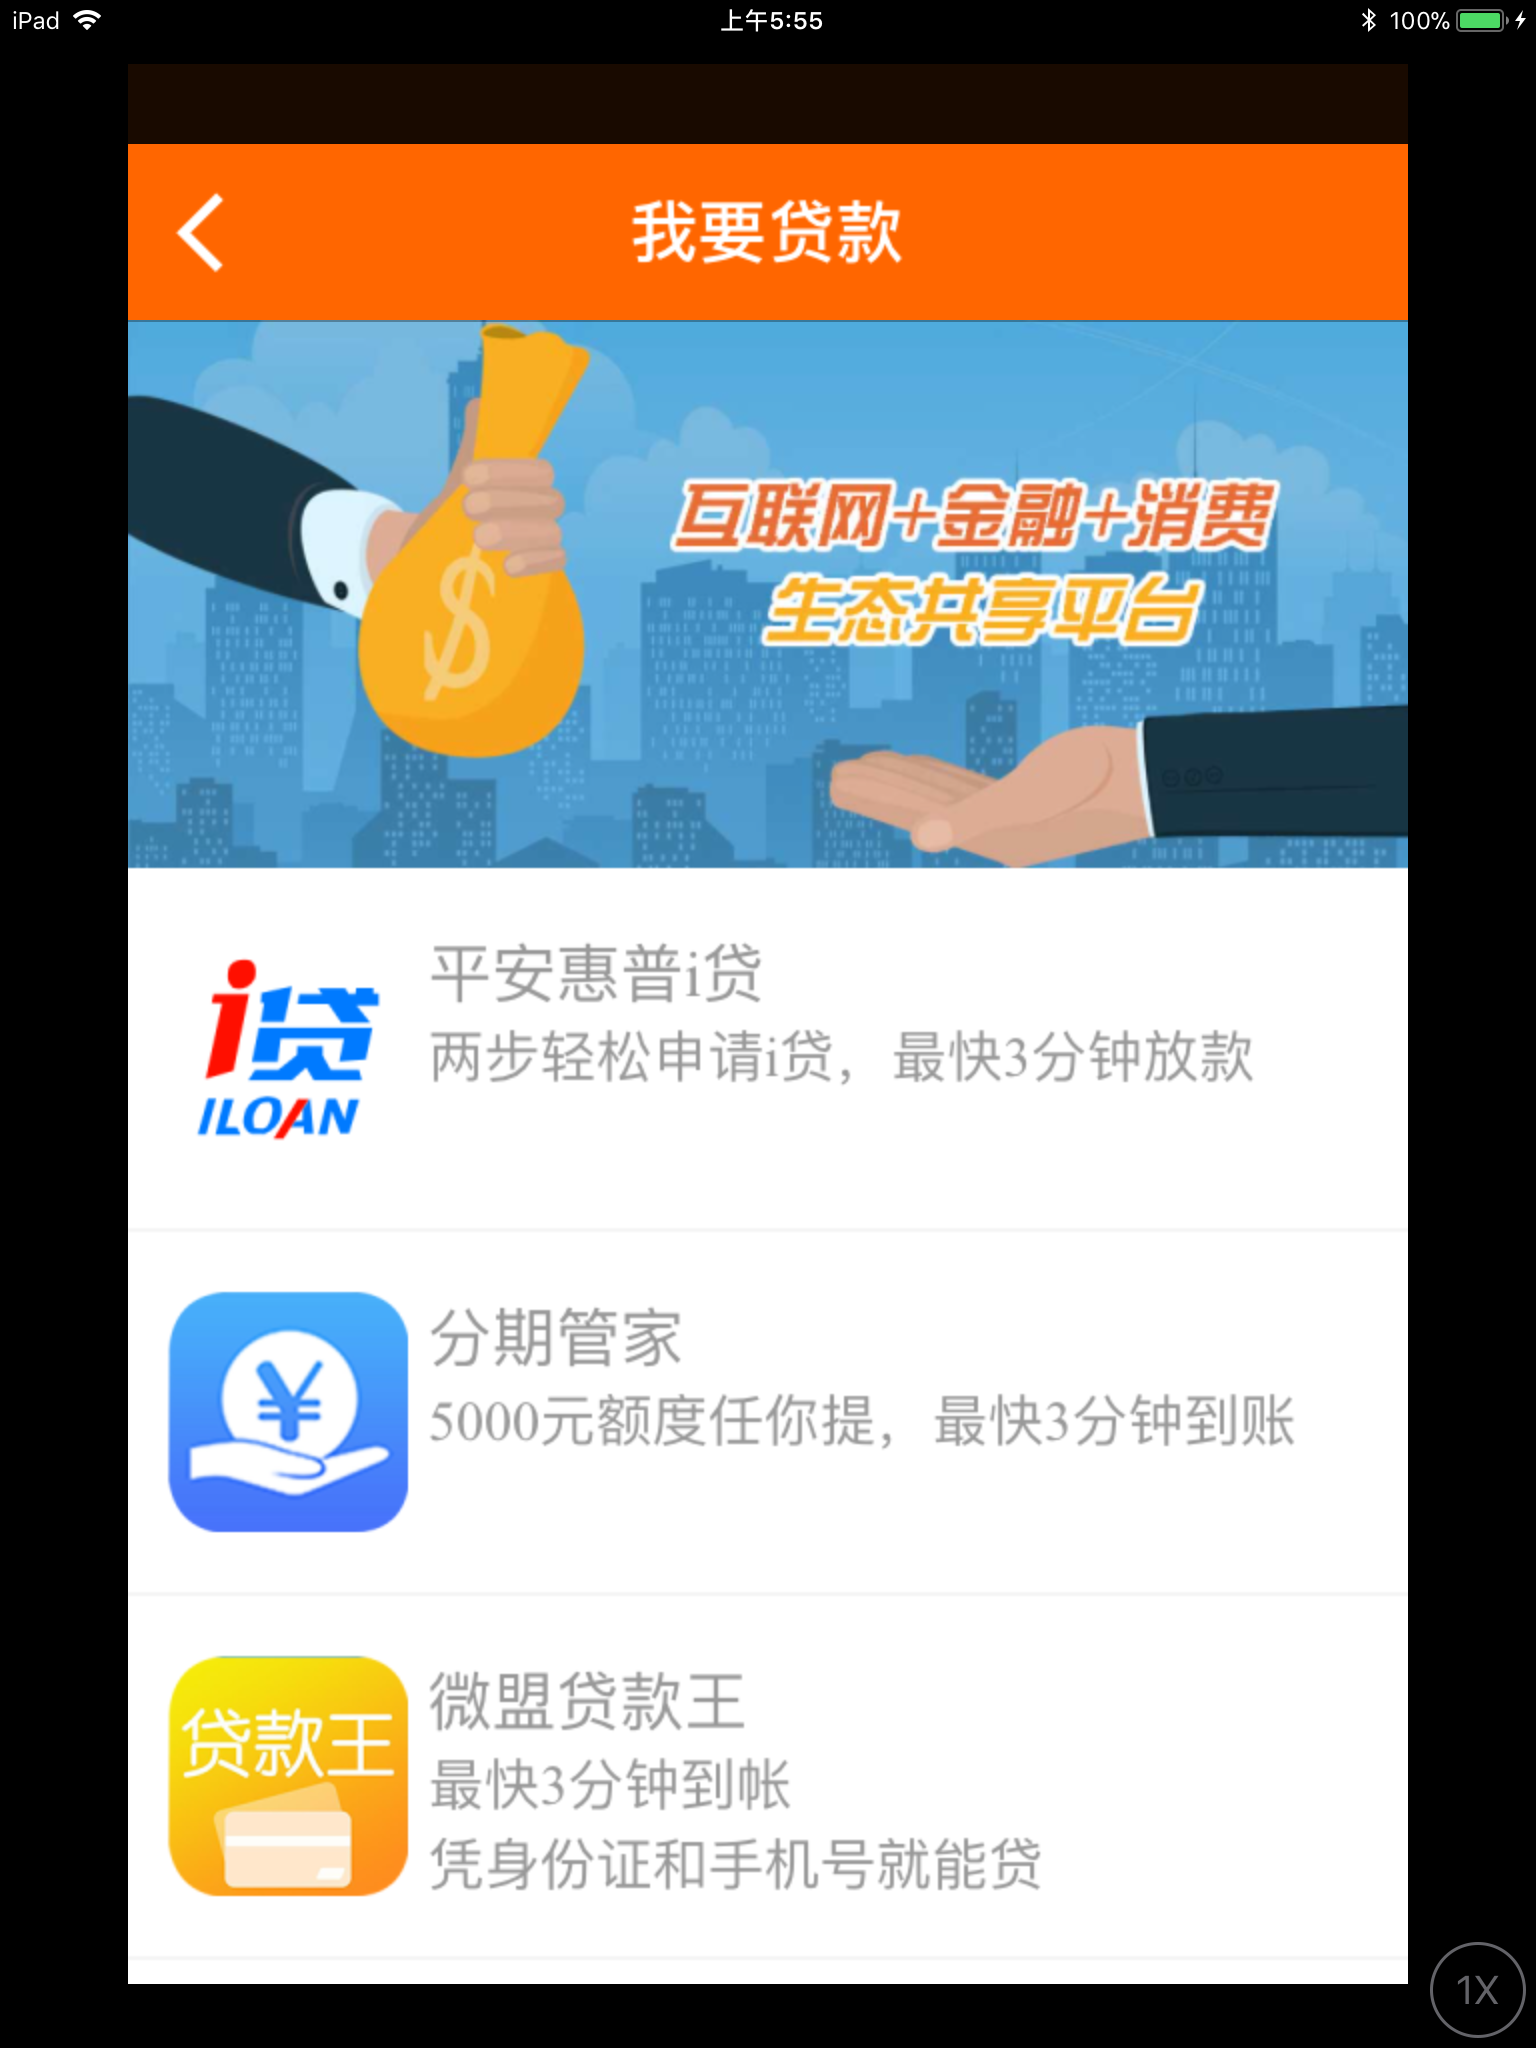 iPad 上午5:55 100%
我要贷款
互联网+金融+消费
生态共享平台
$
i贷
ILOAN
平安惠普i贷
两步轻松申请i贷，最快3分钟放款
¥
分期管家
5000元额度任你提，最快3分钟到账
贷款王
微盟贷款王
最快3分钟到帐
凭身份证和手机号就能贷
1X